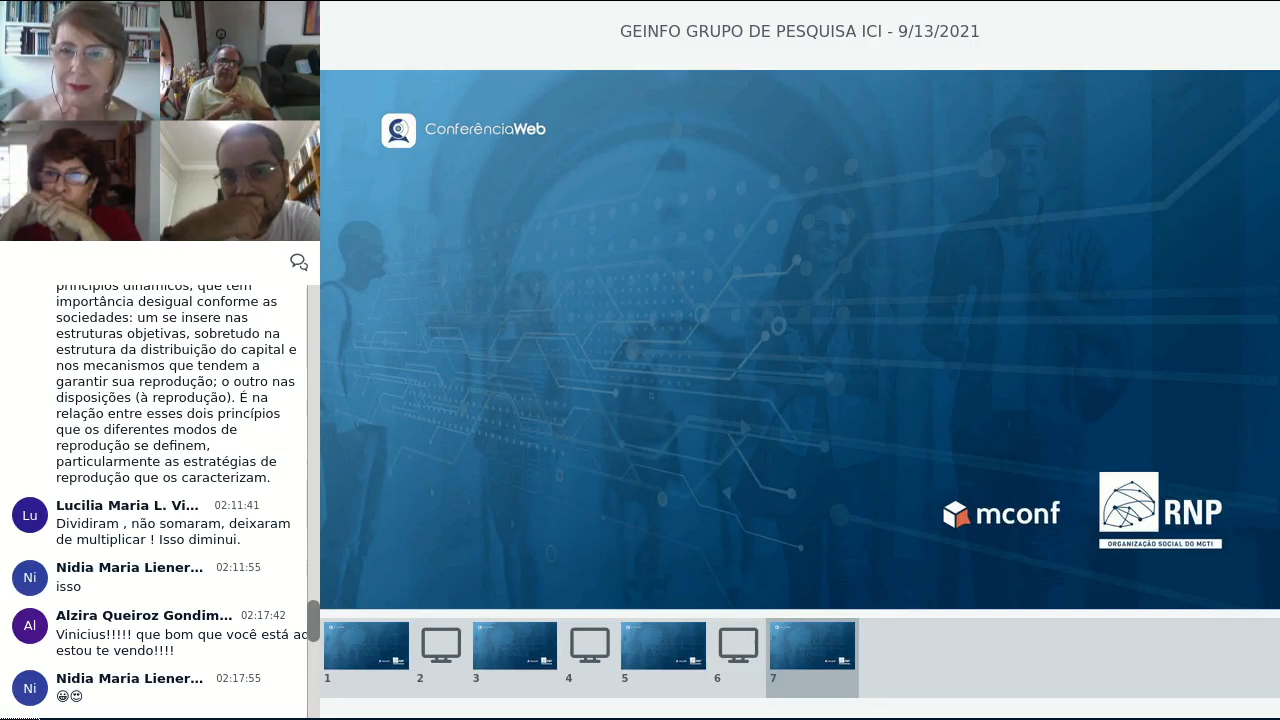 GEINFO GRUPO DE PESQUISA ICI - 9/13/2021
ConferênciaWeb
princípios dinâmicos, que têm
importância desigual conforme as
sociedades: um se insere nas
estruturas objetivas, sobretudo na
estrutura da distribuição do capital e
nos mecanismos que tendem a
garantir sua reprodução; o outro nas
disposições (à reprodução). É na
relação entre esses dois princípios
que os diferentes modos de
reprodução se definem,
particularmente as estratégias de
reprodução que os caracterizam.
Lu
Lucilia Maria L. Vi... 02:11:41
Dividiram , não somaram, deixaram
de multiplicar ! Isso diminui.
Ni
Nidia Maria Liener... 02:11:55
isso
Al
Alzira Queiroz Gondim... 02:17:42
Vinicius!!!!! que bom que você está
estou te vendo!!!!
Ni
Nidia Maria Liener... 02:17:55
😀😍
mconf
RNP
ORGANIZAÇÃO SOCIAL DO MCTI
1 2 3 4 5 6 7